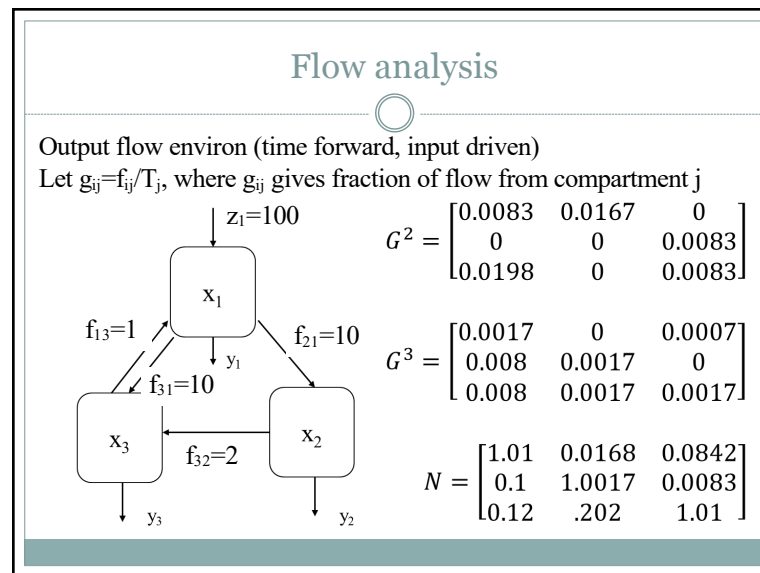 Flow analysis
Output flow environ (time forward, input driven)
Let gᵢⱼ=fᵢⱼ/Tⱼ, where gᵢⱼ gives fraction of flow from compartment j
z₁=100
x₁
f₁₃=1
f₂₁=10
y₁
f₃₁=10
x₃
x₂
f₃₂=2
y₃
y₂
G² = [0.0083 0.0167 0
0 0 0.0083
0.0198 0 0.0083]
G³ = [0.0017 0 0.0007
0.008 0.0017 0
0.008 0.0017 0.0017]
N = [1.01 0.0168 0.0842
0.1 1.0017 0.0083
0.12 .202 1.01]